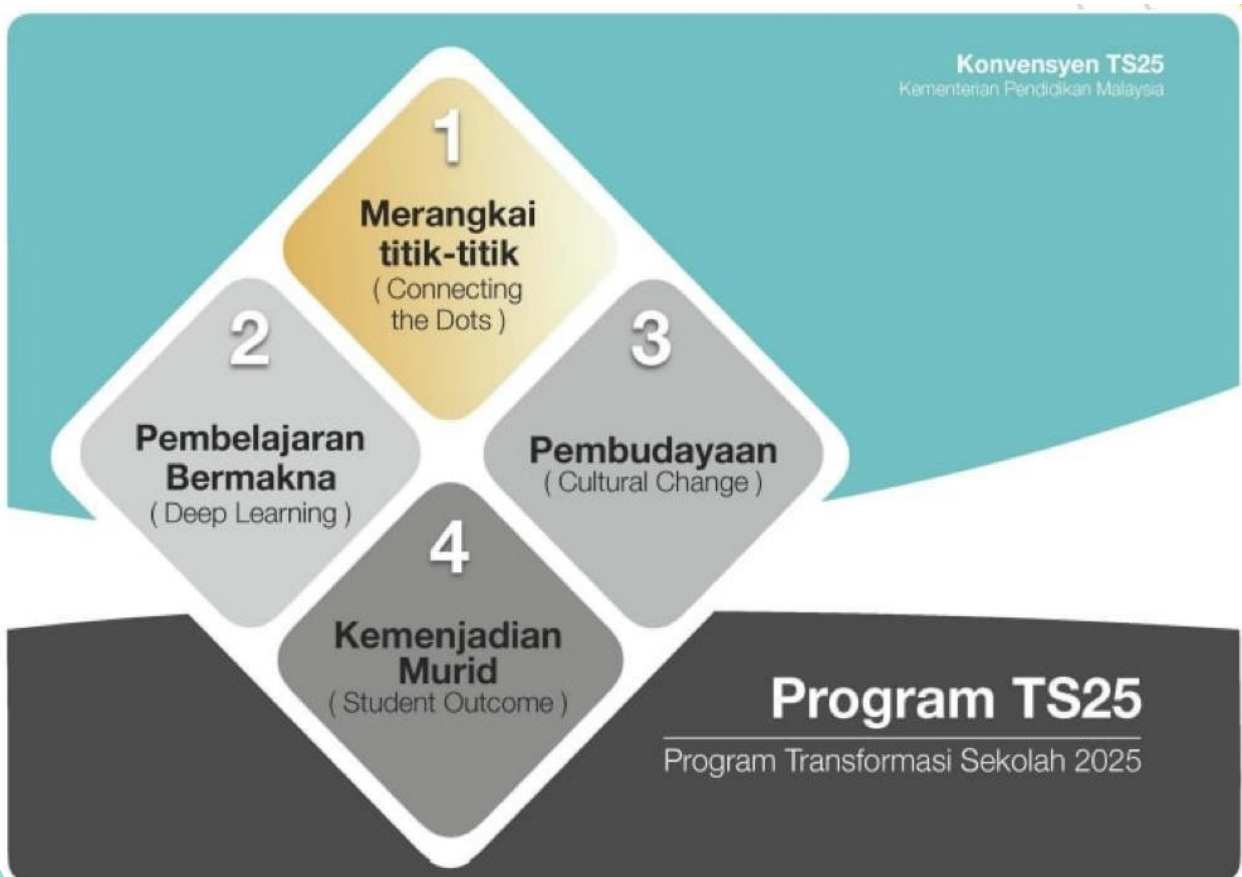 Konvensyen TS25
Kementerian Pendidikan Malaysia
1
Merangkai
titik-titik
( Connecting
the Dots )
2
Pembelajaran
Bermakna
( Deep Learning )
3
Pembudayaan
( Cultural Change )
4
Kemenjadian
Murid
( Student Outcome )
Program TS25
Program Transformasi Sekolah 2025